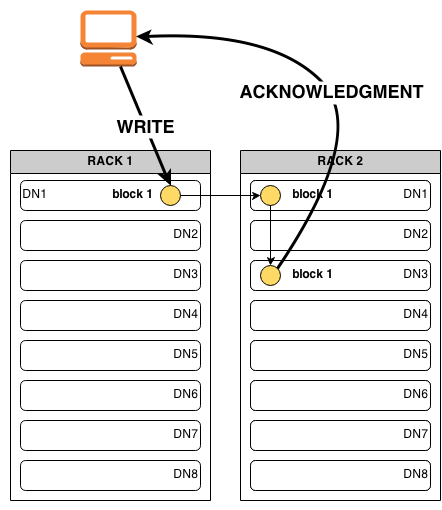 ACKNOWLEDGMENT
WRITE
RACK 1
DN1 block 1
DN2
DN3
DN4
DN5
DN6
DN7
DN8
RACK 2
block 1 DN1
DN2
block 1 DN3
DN4
DN5
DN6
DN7
DN8